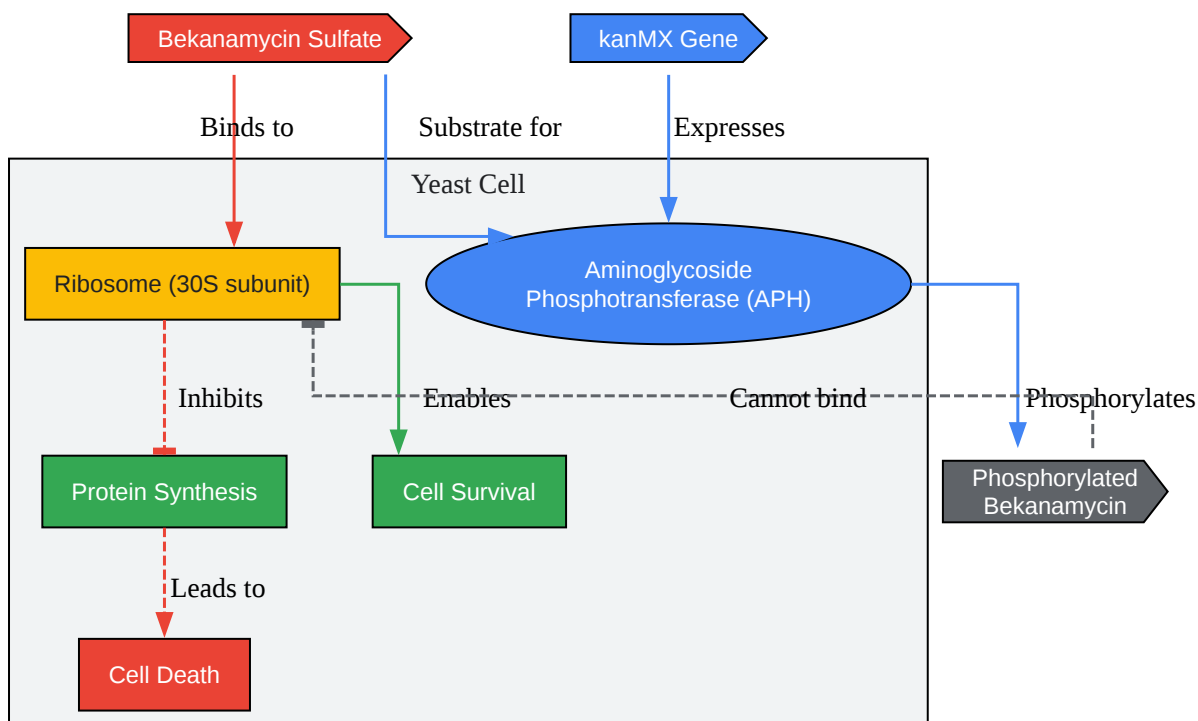 Bekanamycin Sulfate
kanMX Gene
Binds to
Substrate for
Expresses
Yeast Cell
Ribosome (30S subunit)
Aminoglycoside
Phosphotransferase (APH)
Inhibits
Enables
Cannot bind
Phosphorylates
Protein Synthesis
Cell Survival
Phosphorylated
Bekanamycin
Leads to
Cell Death